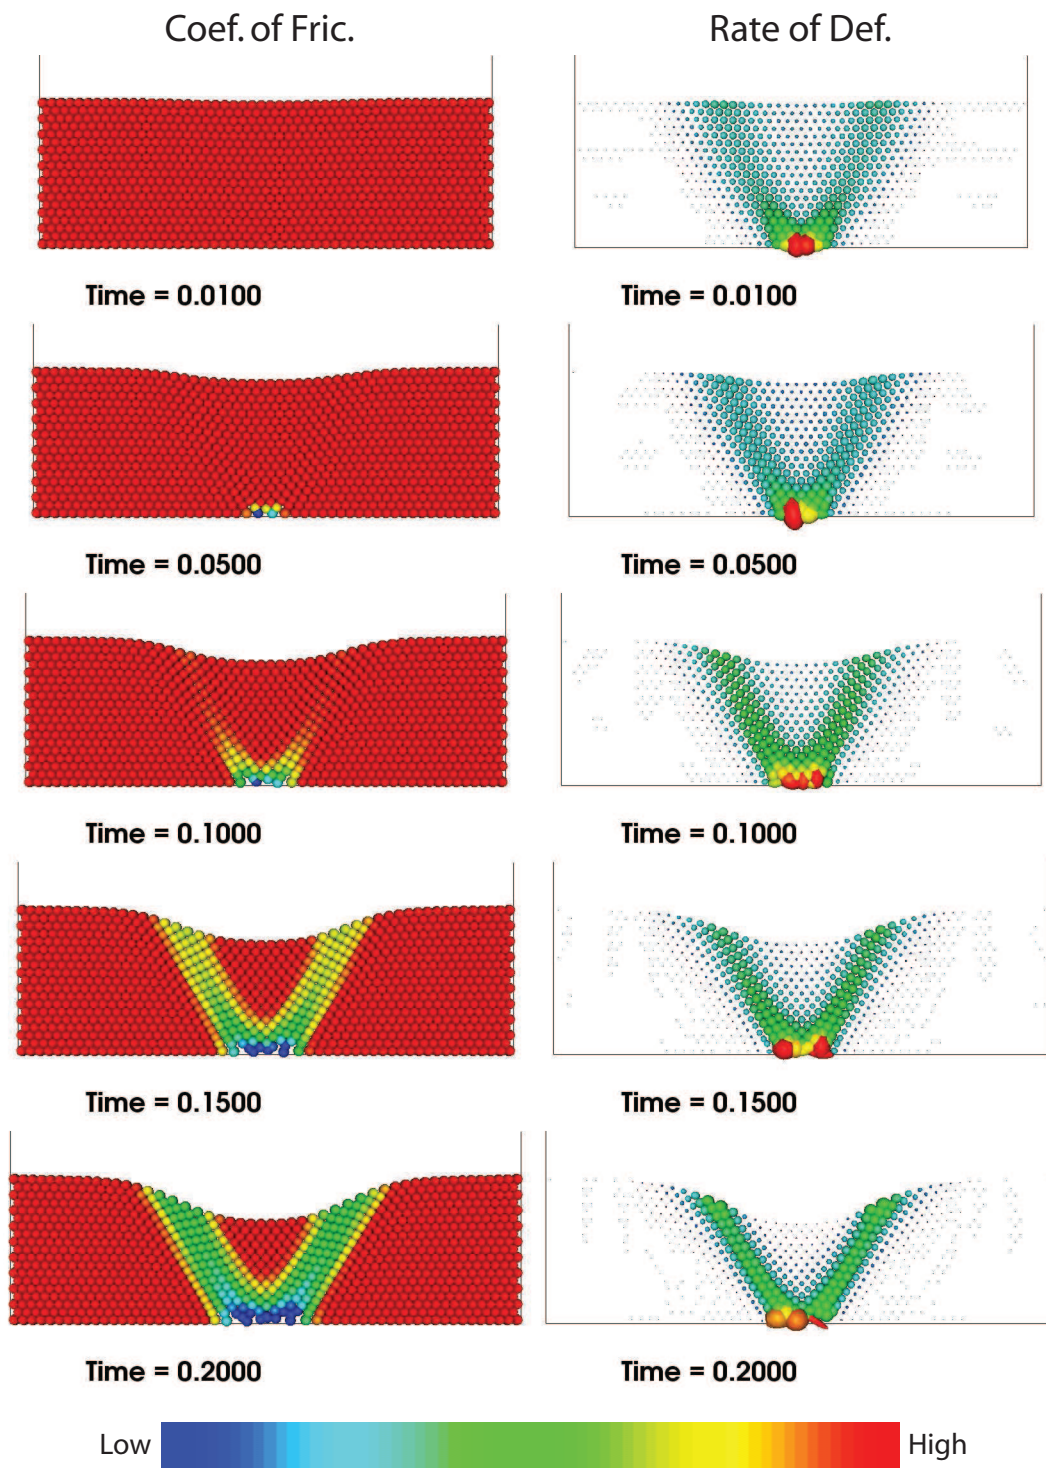 Coef. of Fric. Rate of Def.
Time = 0.0100 Time = 0.0100
Time = 0.0500 Time = 0.0500
Time = 0.1000 Time = 0.1000
Time = 0.1500 Time = 0.1500
Time = 0.2000 Time = 0.2000
Low High